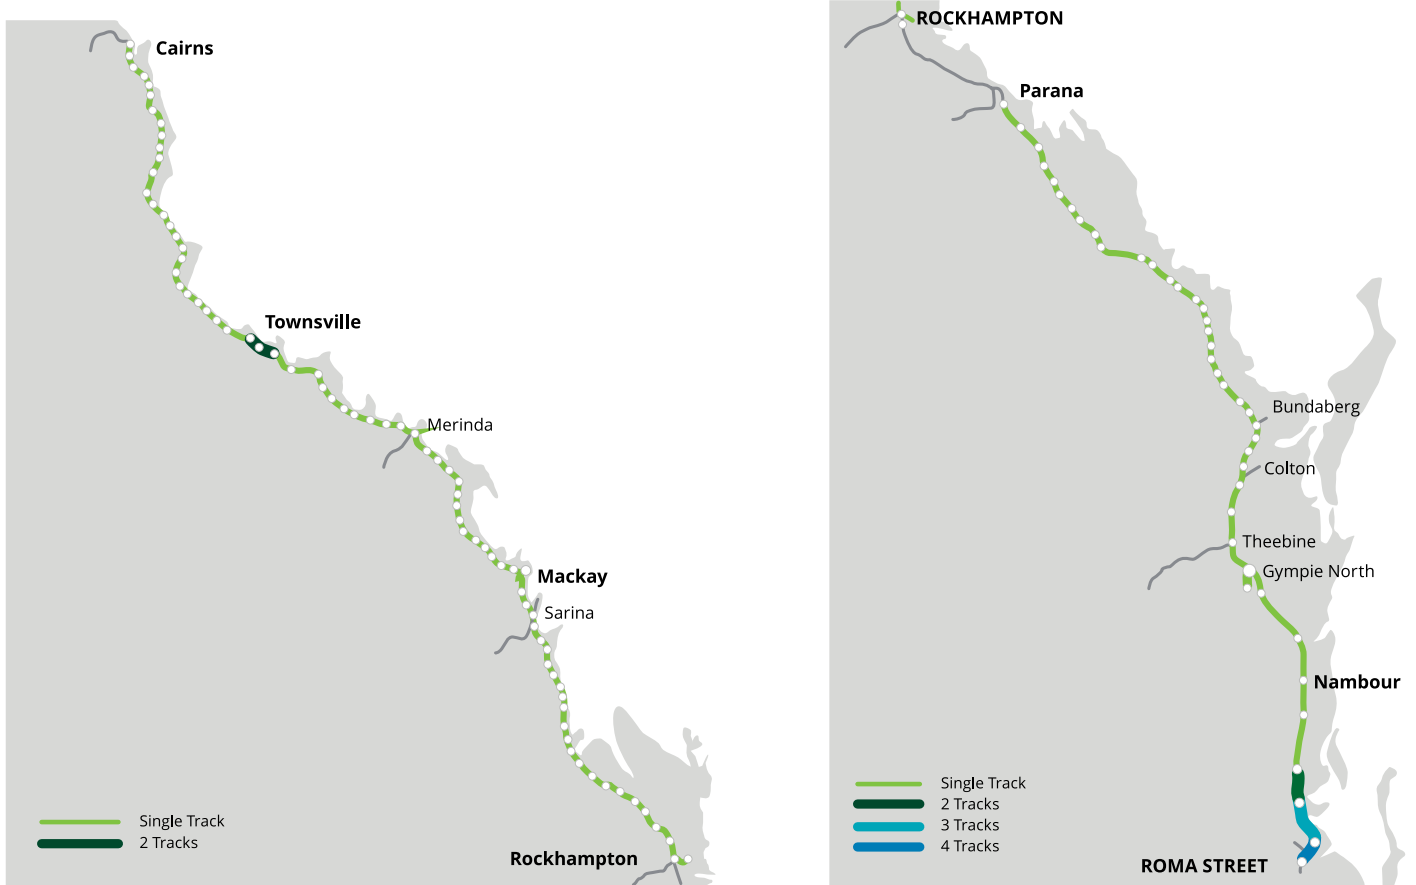 Cairns
Townsville
Merinda
Mackay
Sarina
Rockhampton
Single Track
2 Tracks
ROCKHAMPTON
Parana
Bundaberg
Colton
Theebine
Gympie North
Nambour
ROMA STREET
Single Track
2 Tracks
3 Tracks
4 Tracks